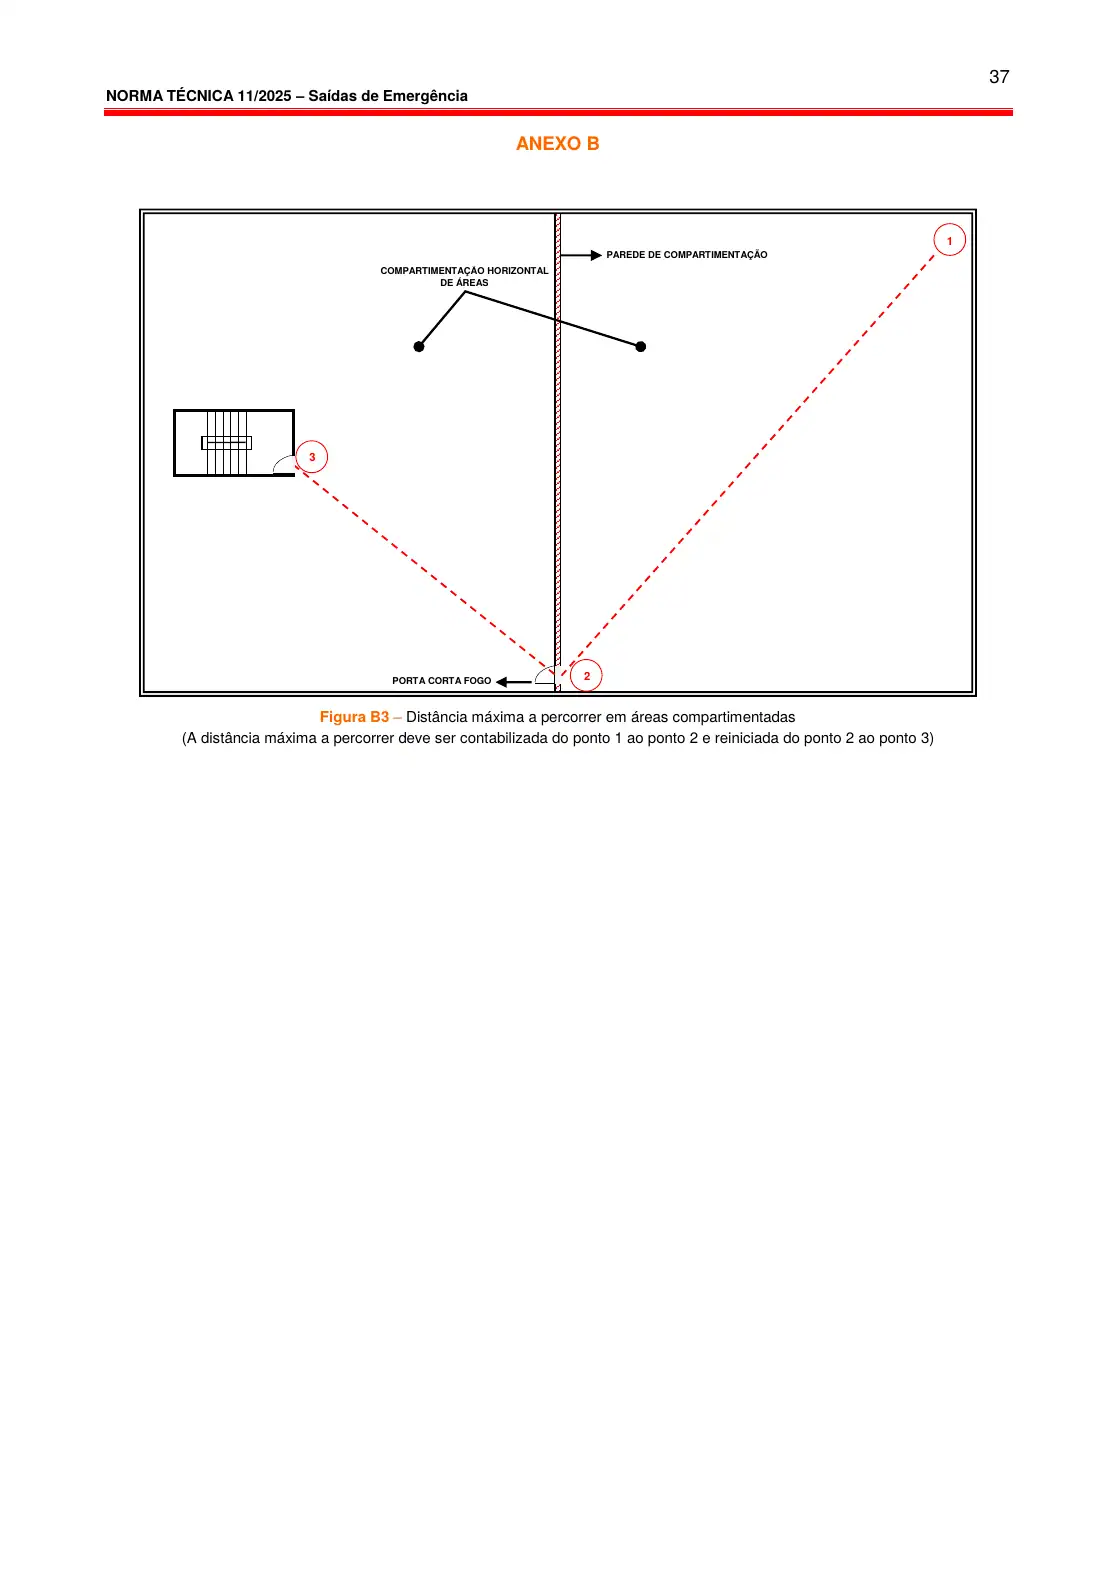 37
NORMA TÉCNICA 11/2025 – Saídas de Emergência
ANEXO B
1
PAREDE DE COMPARTIMENTAÇÃO
COMPARTIMENTAÇÃO HORIZONTAL
DE ÁREAS
3
2
PORTA CORTA FOGO
Figura B3 – Distância máxima a percorrer em áreas compartimentadas
(A distância máxima a percorrer deve ser contabilizada do ponto 1 ao ponto 2 e reiniciada do ponto 2 ao ponto 3)